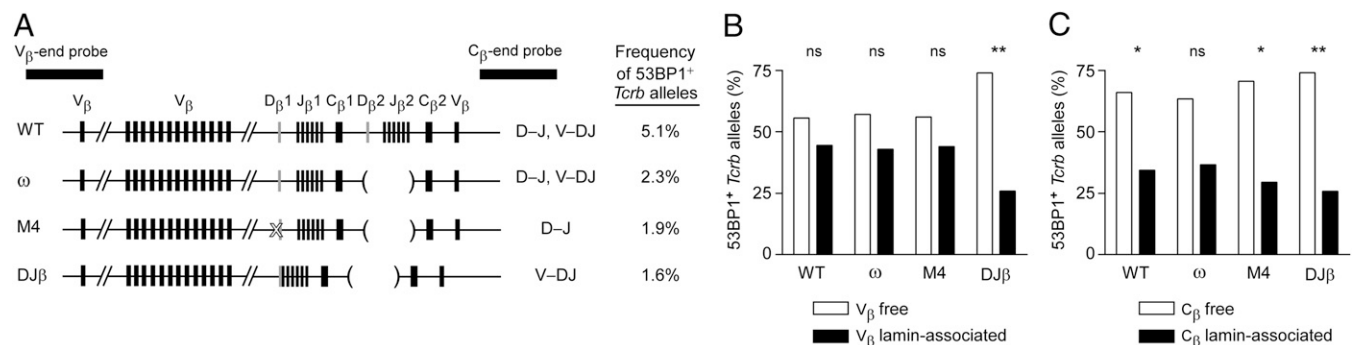 A
Vβ-end probe
Cβ-end probe
Frequency
of 53BP1+
Tcrb alleles
Vβ Vβ Dβ1 Jβ1 Cβ1 Dβ2 Jβ2 Cβ2 Vβ
WT D–J, V–DJ 5.1%
ω D–J, V–DJ 2.3%
M4 D–J 1.9%
DJβ V–DJ 1.6%
B
ns ns ns **
53BP1+ Tcrb alleles (%)
75
50
25
0
WT ω M4 DJβ
Vβ free
Vβ lamin-associated
C
* ns * **
53BP1+ Tcrb alleles (%)
75
50
25
0
WT ω M4 DJβ
Cβ free
Cβ lamin-associated